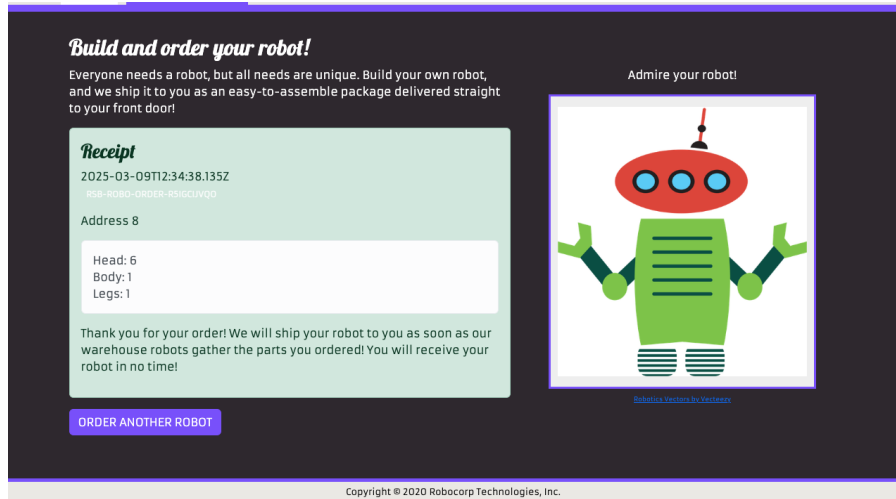 Build and order your robot!
Everyone needs a robot, but all needs are unique. Build your own robot,
and we ship it to you as an easy-to-assemble package delivered straight
to your front door!
Receipt
2025-03-09T12:34:38.135Z
Address 8
Head: 6
Body: 1
Legs: 1
Thank you for your order! We will ship your robot to you as soon as our
warehouse robots gather the parts you ordered! You will receive your
robot in no time!
ORDER ANOTHER ROBOT
Admire your robot!
Robotics Vectors by Vecteezy
Copyright © 2020 Robocorp Technologies, Inc.